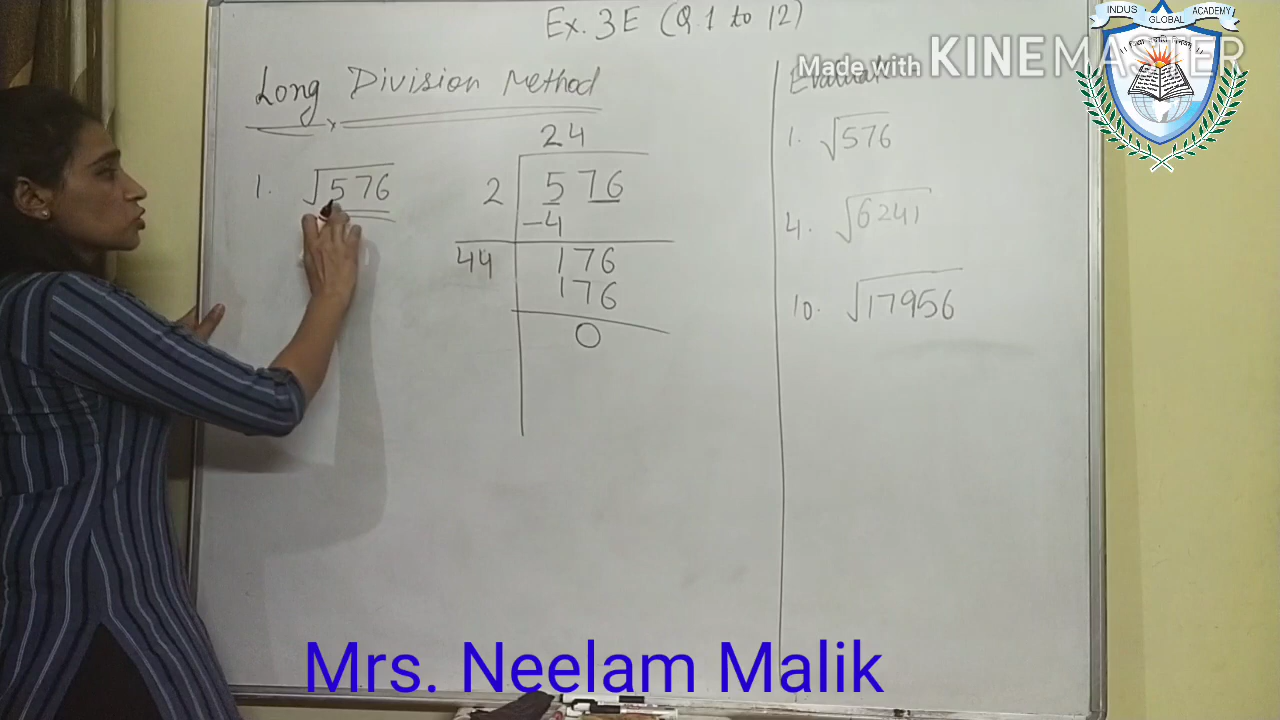 Ex. 3E (Q.1 to 12)
INDUS GLOBAL ACADEMY
Made with KINEMASTER
Long Division Method
Evaluate
24
1. √576
2 576
-4
44 176
176
0
1. √576
4. √6241
10. √17956
Mrs. Neelam Malik